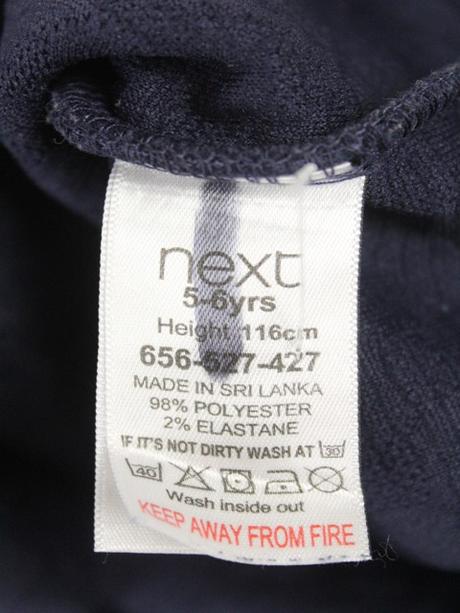 next
5-6yrs
Height 116cm
656-627-427
MADE IN SRI LANKA
98% POLYESTER
2% ELASTANE
IF IT'S NOT DIRTY WASH AT 30
40
Wash inside out
KEEP AWAY FROM FIRE